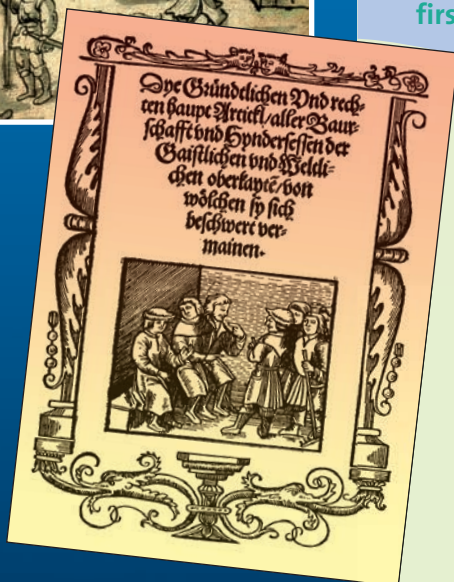 firs
Dye Gründtlichen Vnd rech-
ten haupt Artickl/aller Baur-
schafft vnd Hyndersessen der
Gaistlichen vnd Weltli-
chen oberkaytē/von
wölchen sy sich
beschwert ver-
mainen.